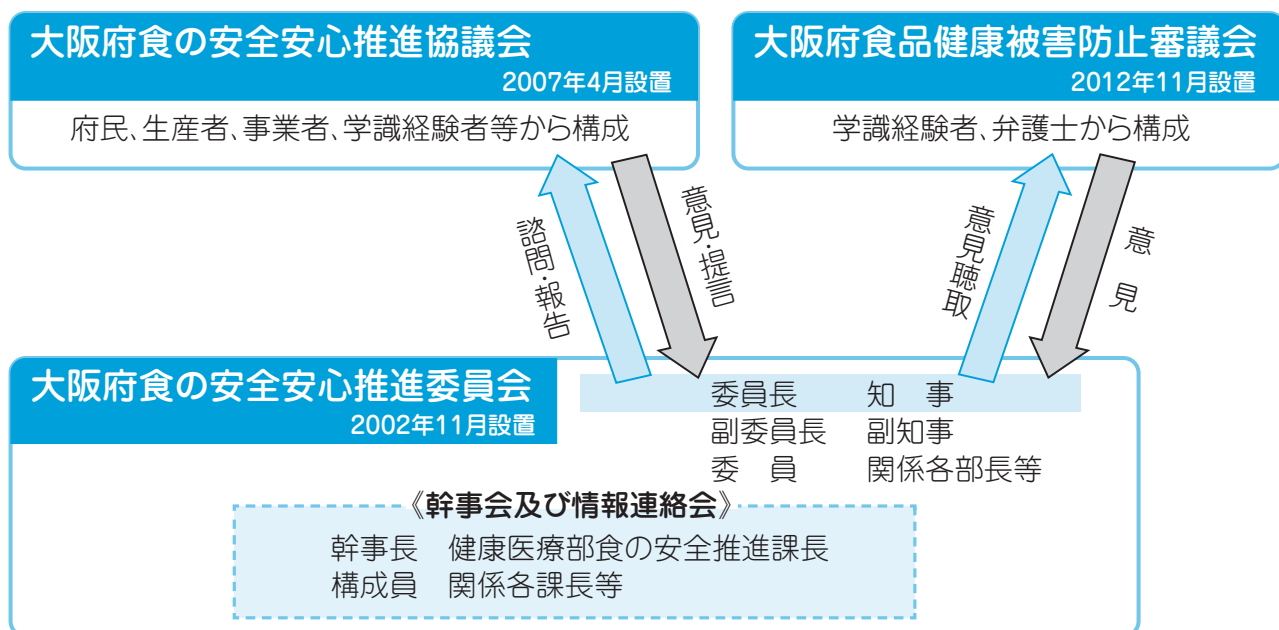 大阪府食の安全安心推進協議会
2007年4月設置
府民、生産者、事業者、学識経験者等から構成
大阪府食品健康被害防止審議会
2012年11月設置
学識経験者、弁護士から構成
諮問・報告
意見・提言
意見聴取
意見
大阪府食の安全安心推進委員会
2002年11月設置
委員長　知　事
副委員長　副知事
委　員　関係各部長等
《幹事会及び情報連絡会》
幹事長　健康医療部食の安全推進課長
構成員　関係各課長等